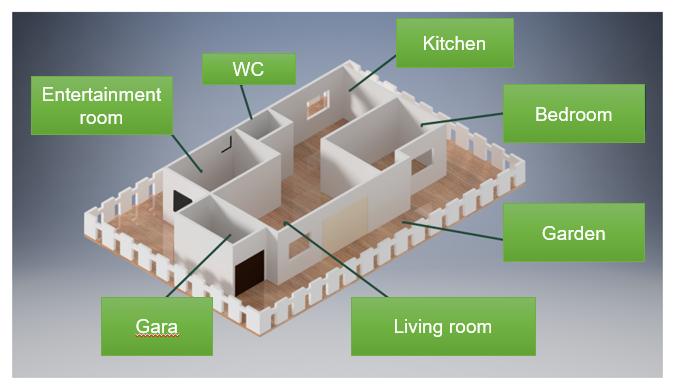 Kitchen
WC
Entertainment
room
Bedroom
Garden
Gara
Living room